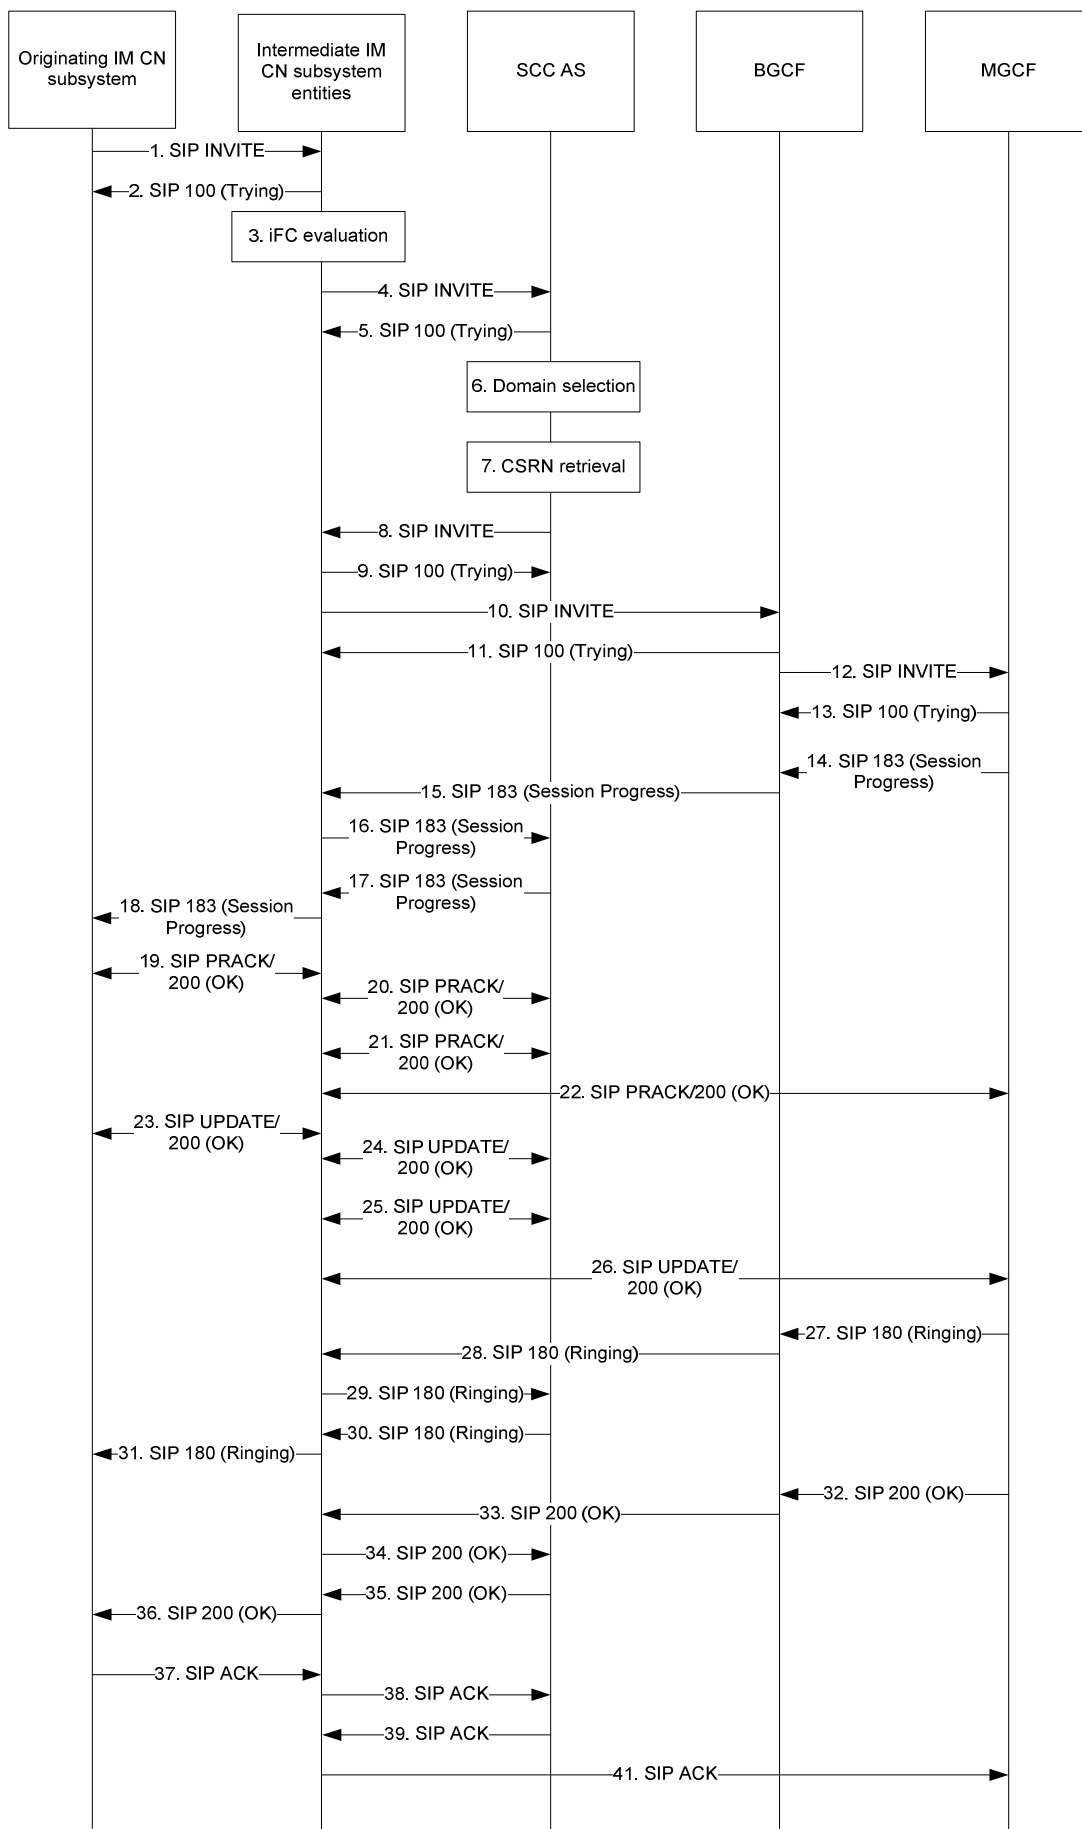 Originating IM CN
subsystem
Intermediate IM
CN subsystem
entities
SCC AS
BGCF
MGCF
1. SIP INVITE
2. SIP 100 (Trying)
3. iFC evaluation
4. SIP INVITE
5. SIP 100 (Trying)
6. Domain selection
7. CSRN retrieval
8. SIP INVITE
9. SIP 100 (Trying)
10. SIP INVITE
11. SIP 100 (Trying)
12. SIP INVITE
13. SIP 100 (Trying)
14. SIP 183 (Session
Progress)
15. SIP 183 (Session Progress)
16. SIP 183 (Session
Progress)
17. SIP 183 (Session
Progress)
18. SIP 183 (Session
Progress)
19. SIP PRACK/
200 (OK)
20. SIP PRACK/
200 (OK)
21. SIP PRACK/
200 (OK)
22. SIP PRACK/200 (OK)
23. SIP UPDATE/
200 (OK)
24. SIP UPDATE/
200 (OK)
25. SIP UPDATE/
200 (OK)
26. SIP UPDATE/
200 (OK)
27. SIP 180 (Ringing)
28. SIP 180 (Ringing)
29. SIP 180 (Ringing)
30. SIP 180 (Ringing)
31. SIP 180 (Ringing)
32. SIP 200 (OK)
33. SIP 200 (OK)
34. SIP 200 (OK)
35. SIP 200 (OK)
36. SIP 200 (OK)
37. SIP ACK
38. SIP ACK
39. SIP ACK
41. SIP ACK